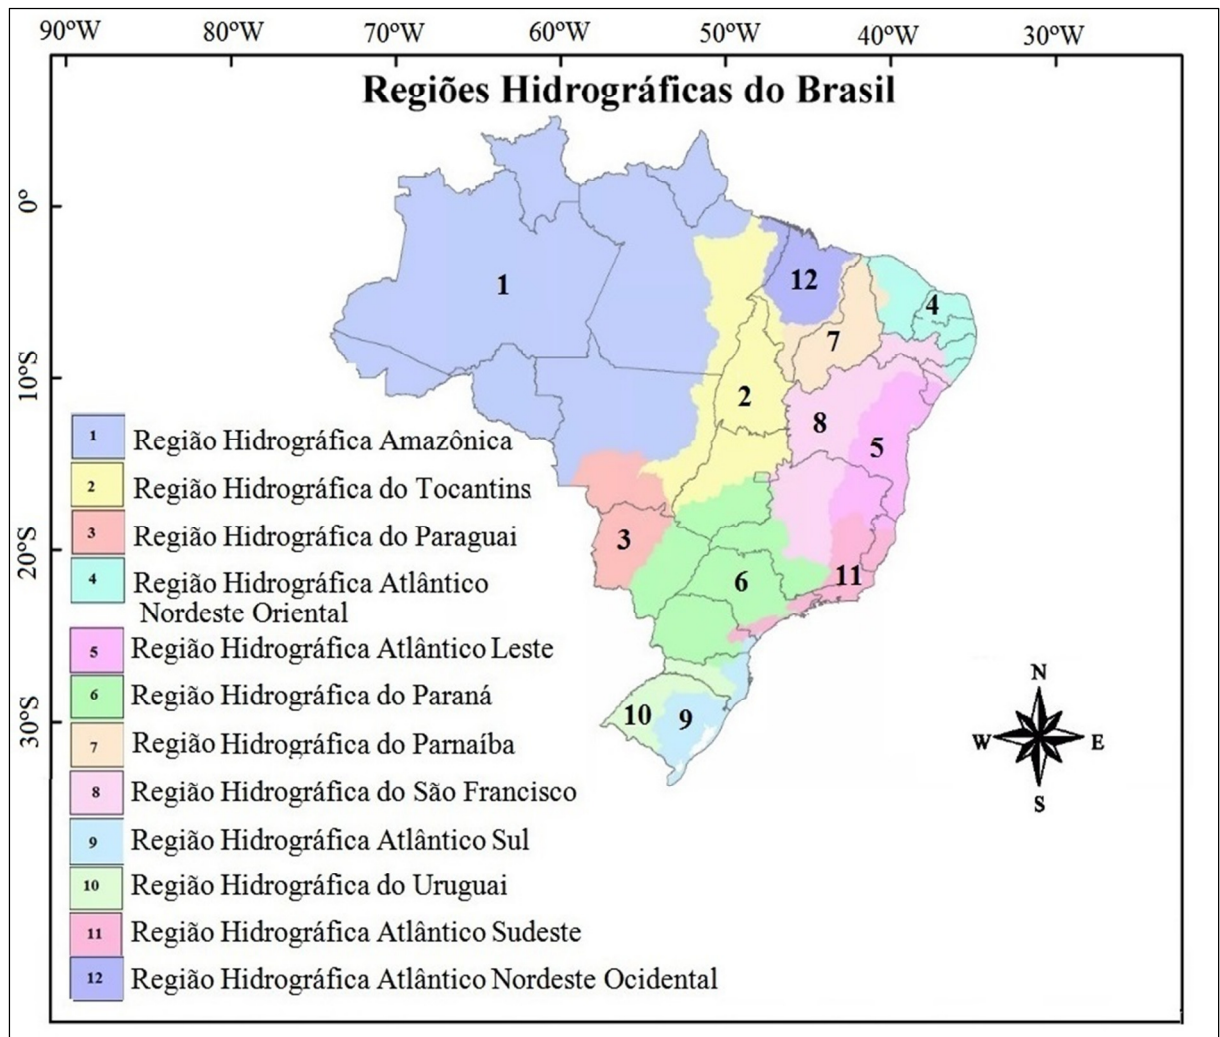 90ºW 80ºW 70ºW 60ºW 50ºW 40ºW 30ºW
Regiões Hidrográficas do Brasil
0º
10ºS
20ºS
30ºS
1
12
4
7
2
8
5
3
6
11
10
9
1 Região Hidrográfica Amazônica
2 Região Hidrográfica do Tocantins
3 Região Hidrográfica do Paraguai
4 Região Hidrográfica Atlântico
Nordeste Oriental
5 Região Hidrográfica Atlântico Leste
6 Região Hidrográfica do Paraná
7 Região Hidrográfica do Parnaíba
8 Região Hidrográfica do São Francisco
9 Região Hidrográfica Atlântico Sul
10 Região Hidrográfica do Uruguai
11 Região Hidrográfica Atlântico Sudeste
12 Região Hidrográfica Atlântico Nordeste Ocidental
N
W E
S